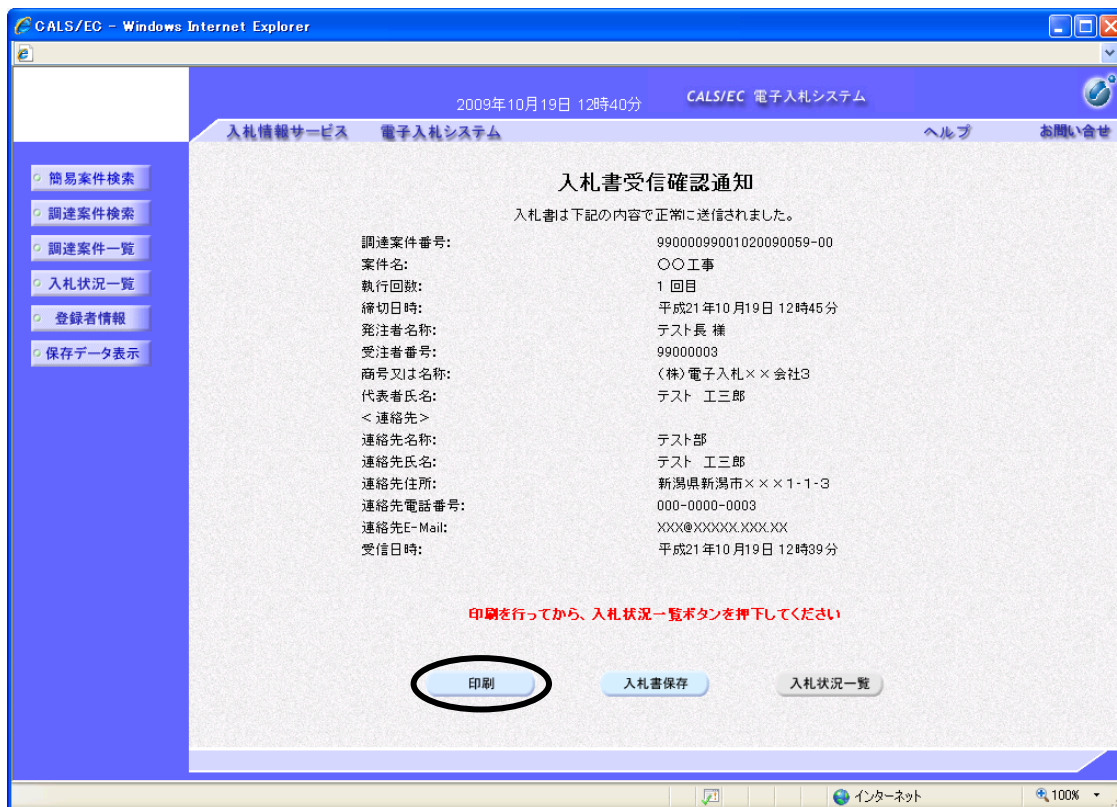 CALS/EC - Windows Internet Explorer
2009年10月19日 12時40分
CALS/EC 電子入札システム
入札情報サービス 電子入札システム ヘルプ お問い合せ
簡易案件検索
調達案件検索
調達案件一覧
入札状況一覧
登録者情報
保存データ表示
入札書受信確認通知
入札書は下記の内容で正常に送信されました。
調達案件番号: 99000099001020090059-00
案件名: 〇〇工事
執行回数: 1 回目
締切日時: 平成21年10月19日 12時45分
発注者名称: テスト長 様
受注者番号: 99000003
商号又は名称: (株)電子入札××会社3
代表者氏名: テスト 工三郎
<連絡先>
連絡先名称: テスト部
連絡先氏名: テスト 工三郎
連絡先住所: 新潟県新潟市×××1-1-3
連絡先電話番号: 000-0000-0003
連絡先E-Mail: XXX@XXXXX.XXX.XX
受信日時: 平成21年10月19日 12時39分
印刷を行ってから、入札状況一覧ボタンを押下してください
印刷 入札書保存 入札状況一覧
インターネット 100%